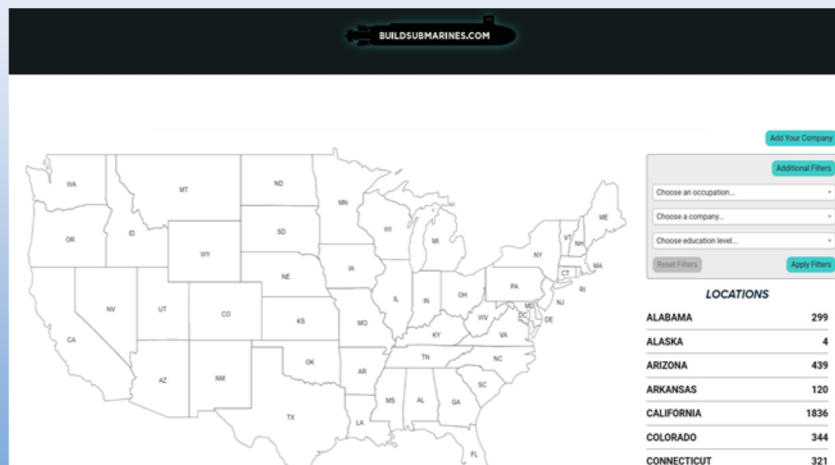 BUILDSUBMARINES.COM
Add Your Company
Additional Filters
Choose an occupation...
Choose a company...
Choose education level...
Reset Filters
Apply Filters
LOCATIONS
ALABAMA 299
ALASKA 4
ARIZONA 439
ARKANSAS 120
CALIFORNIA 1836
COLORADO 344
CONNECTICUT 321
WA
MT
ND
MN
OR
ID
WY
SD
WI
MI
NY
VT
NH
ME
MA
CT
RI
NV
UT
CO
NE
IA
IL
IN
OH
PA
NJ
MD
DC
DE
CA
KS
MO
KY
WV
VA
AZ
NM
OK
AR
TN
NC
SC
TX
LA
MS
AL
GA
FL